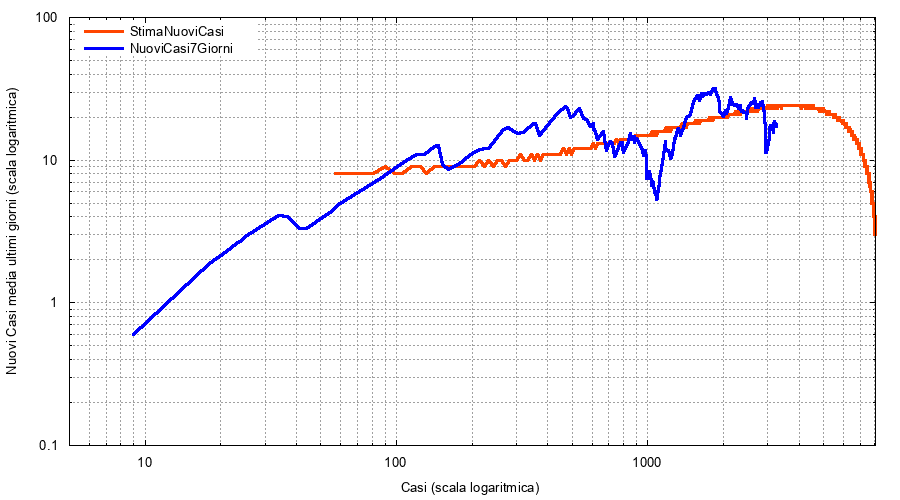 100
StimaNuoviCasi
NuoviCasi7Giorni
10
1
0.1
Nuovi Casi media ultimi giorni (scala logaritmica)
10
100
1000
Casi (scala logaritmica)